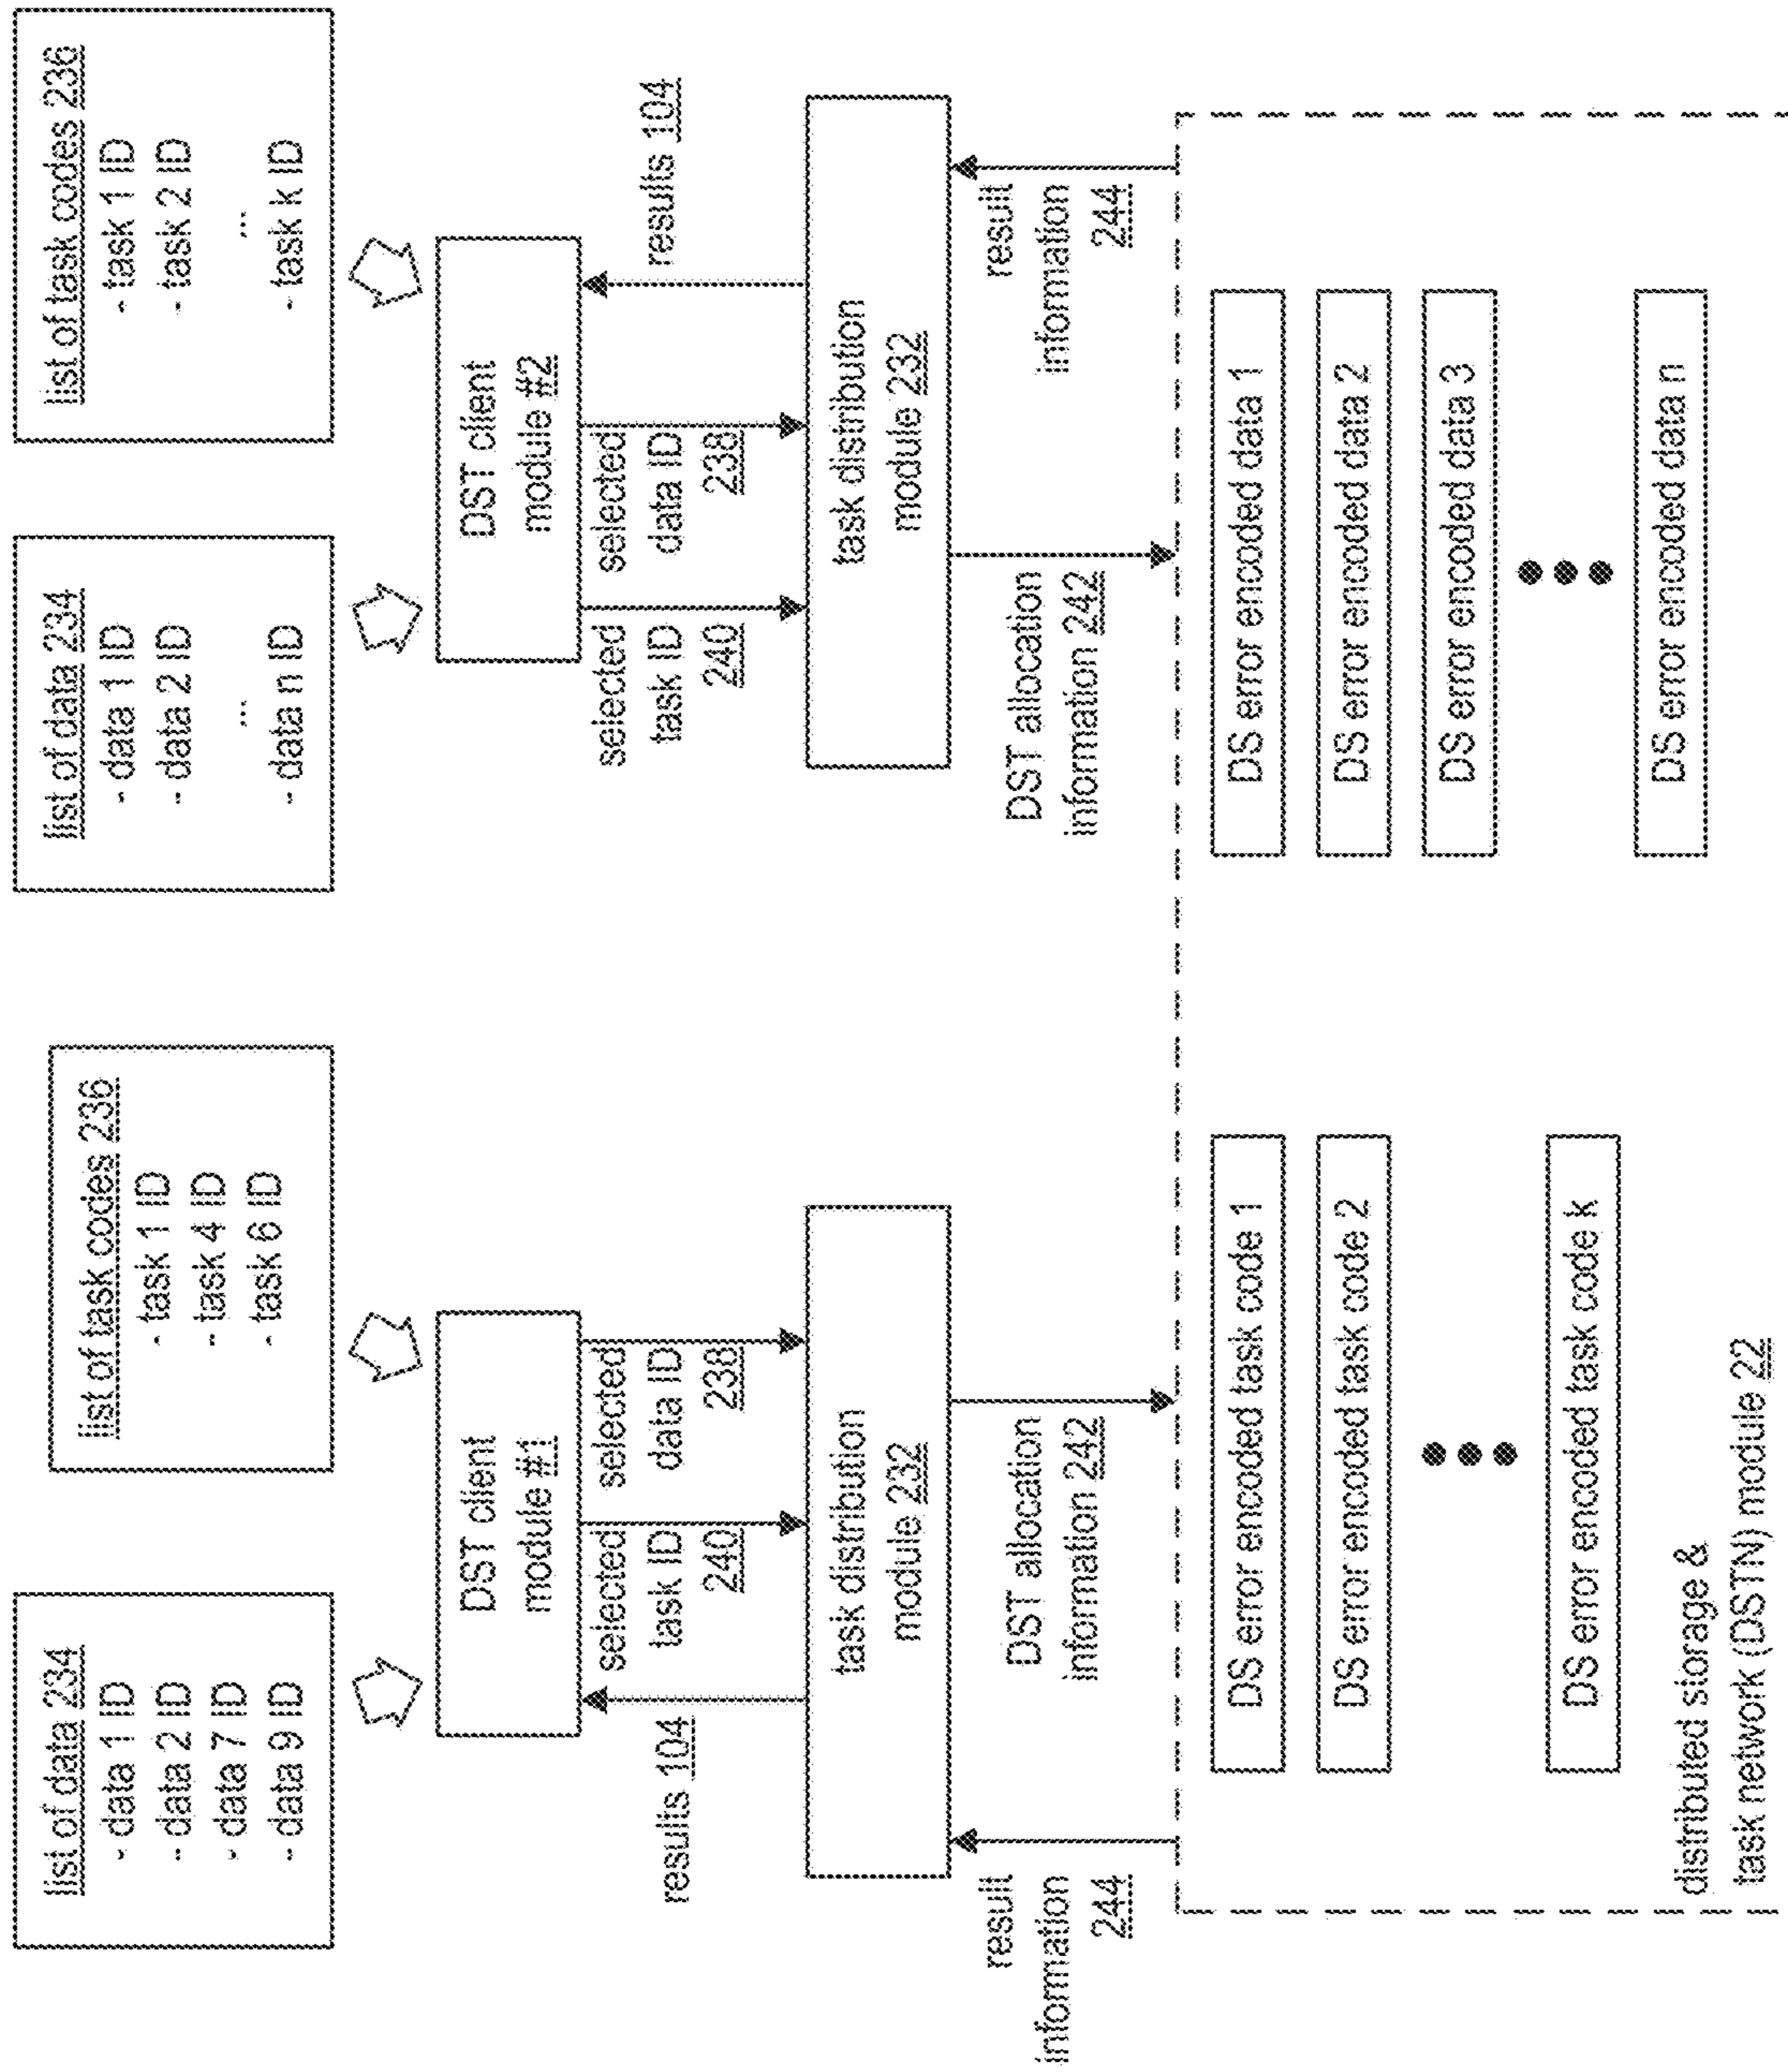 list of data 234
- data 1 ID
- data 2 ID
- data 7 ID
- data 9 ID
list of task codes 236
- task 1 ID
- task 4 ID
- task 6 ID
list of data 234
- data 1 ID
- data 2 ID
...
- data n ID
list of task codes 236
- task 1 ID
- task 2 ID
...
- task k ID
DST client
module #1
DST client
module #2
results 104
selected
task ID
240
selected
data ID
238
selected
task ID
240
selected
data ID
238
results 104
task distribution
module 232
task distribution
module 232
result
information
244
DST allocation
information 242
DST allocation
information 242
result
information
244
DS error encoded task code 1
DS error encoded task code 2
DS error encoded task code k
DS error encoded data 1
DS error encoded data 2
DS error encoded data 3
DS error encoded data n
distributed storage &
task network (DSTN) module 22